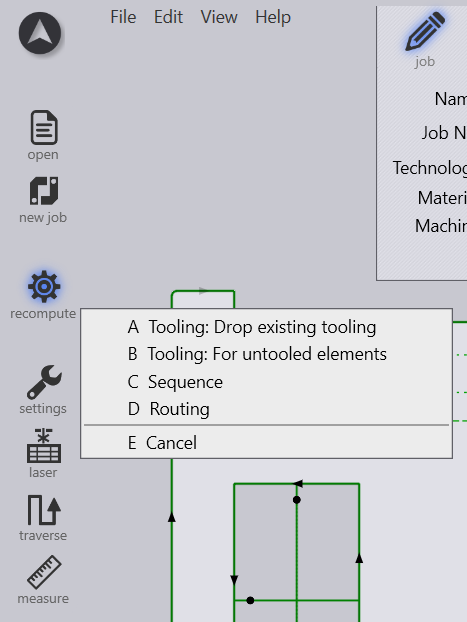 File Edit View Help
job
Nam
Job N
Technolog
Materi
Machin
open
new job
recompute
A Tooling: Drop existing tooling
B Tooling: For untooled elements
C Sequence
D Routing
E Cancel
settings
laser
traverse
measure